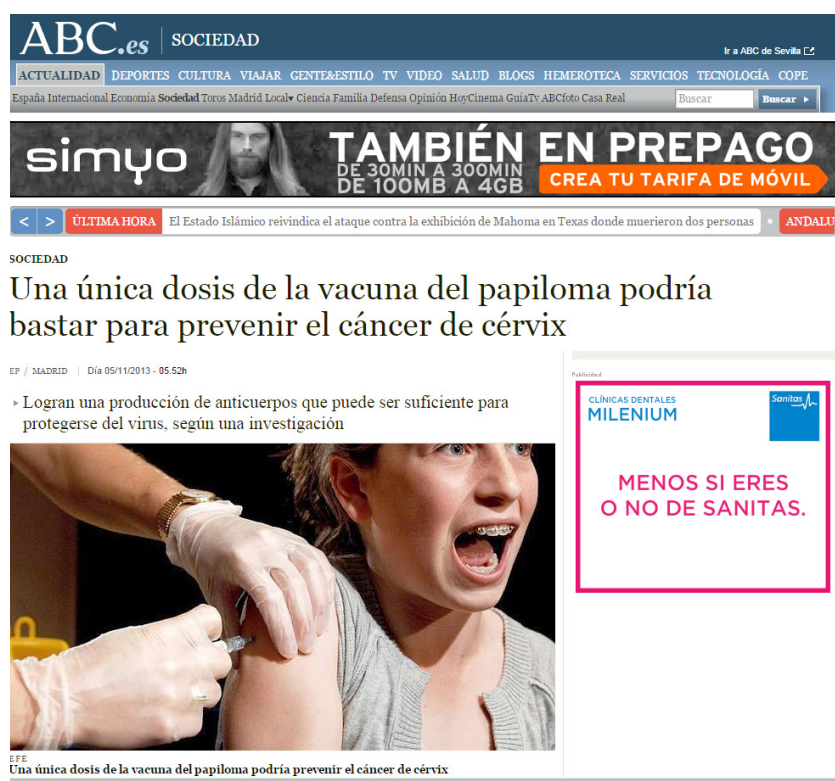 ABC.es SOCIEDAD
Ir a ABC de Sevilla
ACTUALIDAD DEPORTES CULTURA VIAJAR GENTE&ESTILO TV VIDEO SALUD BLOGS HEMEROTECA SERVICIOS TECNOLOGÍA COPE
España Internacional Economía Sociedad Toros Madrid Local Ciencia Familia Defensa Opinión HoyCinema GuíaTv ABCfoto Casa Real Buscar Buscar
simyo
TAMBIÉN EN PREPAGO
DE 30MIN A 300MIN
DE 100MB A 4GB
CREA TU TARIFA DE MÓVIL
< > ÚLTIMA HORA El Estado Islámico reivindica el ataque contra la exhibición de Mahoma en Texas donde muerieron dos personas • ANDALU
SOCIEDAD
Una única dosis de la vacuna del papiloma podría
bastar para prevenir el cáncer de cérvix
EP / MADRID Día 05/11/2013 - 05.52h
Logran una producción de anticuerpos que puede ser suficiente para
protegerse del virus, según una investigación
Publicidad
CLÍNICAS DENTALES
MILENIUM
Sanitas
MENOS SI ERES
O NO DE SANITAS.
EFE
Una única dosis de la vacuna del papiloma podría prevenir el cáncer de cérvix